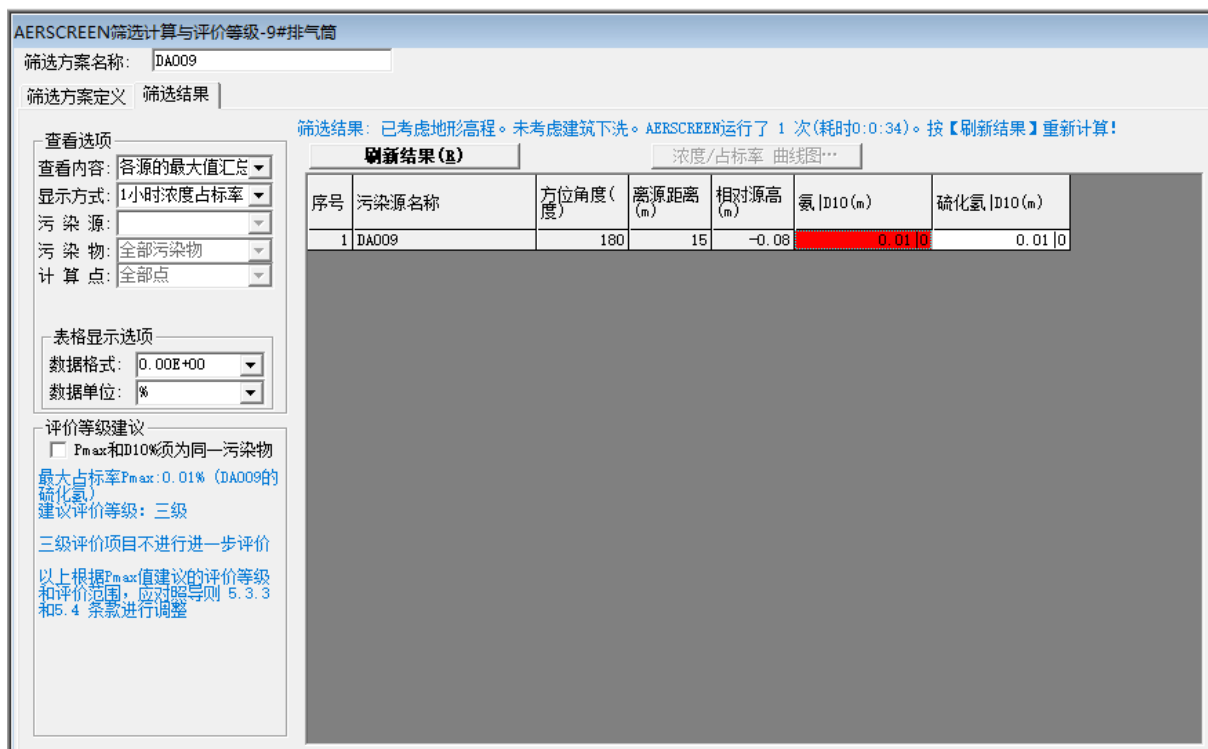 AERSCREEN筛选计算与评价等级-9#排气筒
筛选方案名称: DA009
筛选方案定义 筛选结果
筛选结果: 已考虑地形高程。未考虑建筑下洗。AERSCREEN运行了 1 次(耗时0:0:34)。按【刷新结果】重新计算!
刷新结果(R) 浓度/占标率 曲线图…
查看选项
查看内容: 各源的最大值汇总
显示方式: 1小时浓度占标率
污 染 源:
污 染 物: 全部污染物
计 算 点: 全部点
表格显示选项
数据格式: 0.00E+00
数据单位: %
评价等级建议
Pmax和D10%须为同一污染物
最大占标率Pmax:0.01% (DA009的
硫化氢)
建议评价等级: 三级
三级评价项目不进行进一步评价
以上根据Pmax值建议的评价等级
和评价范围，应对照导则 5.3.3
和5.4 条款进行调整
序号 污染源名称 方位角度(度) 离源距离(m) 相对源高(m) 氨|D10(m) 硫化氢|D10(m)
1 DA009 180 15 -0.08 0.01|0 0.01|0